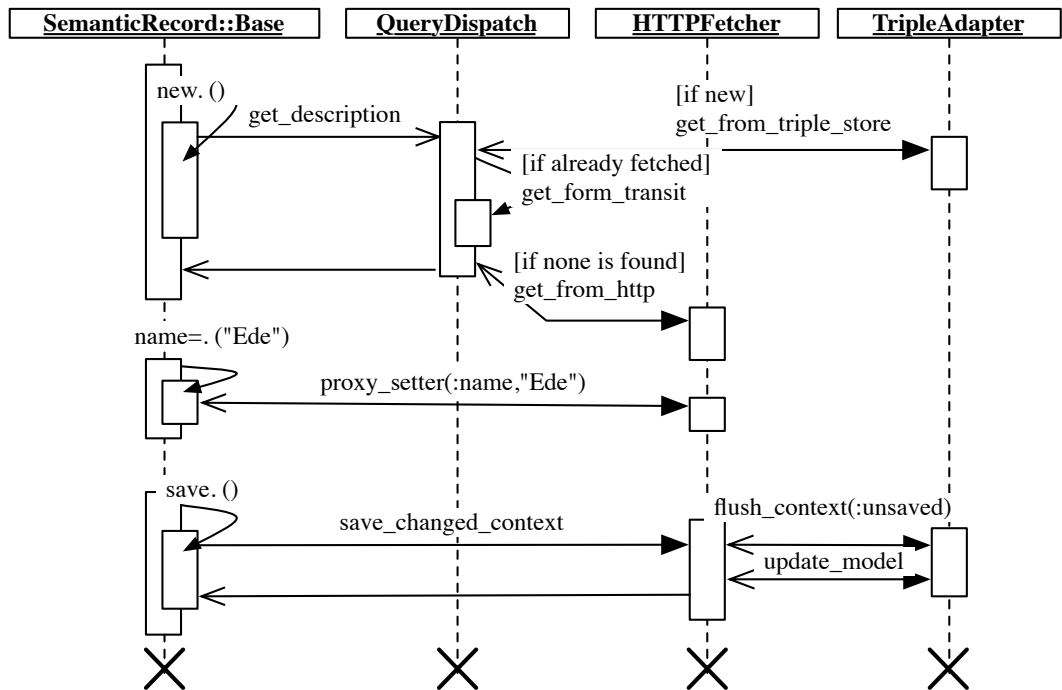 SemanticRecord::Base
QueryDispatch
HTTPFetcher
TripleAdapter
new. ()
get_description
[if new]
get_from_triple_store
[if already fetched]
get_form_transit
[if none is found]
get_from_http
name=. ("Ede")
proxy_setter(:name,"Ede")
save. ()
save_changed_context
flush_context(:unsaved)
update_model